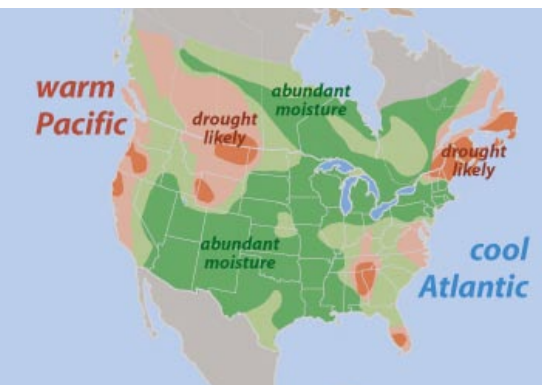 warm
Pacific
drought
likely
abundant
moisture
drought
likely
abundant
moisture
cool
Atlantic